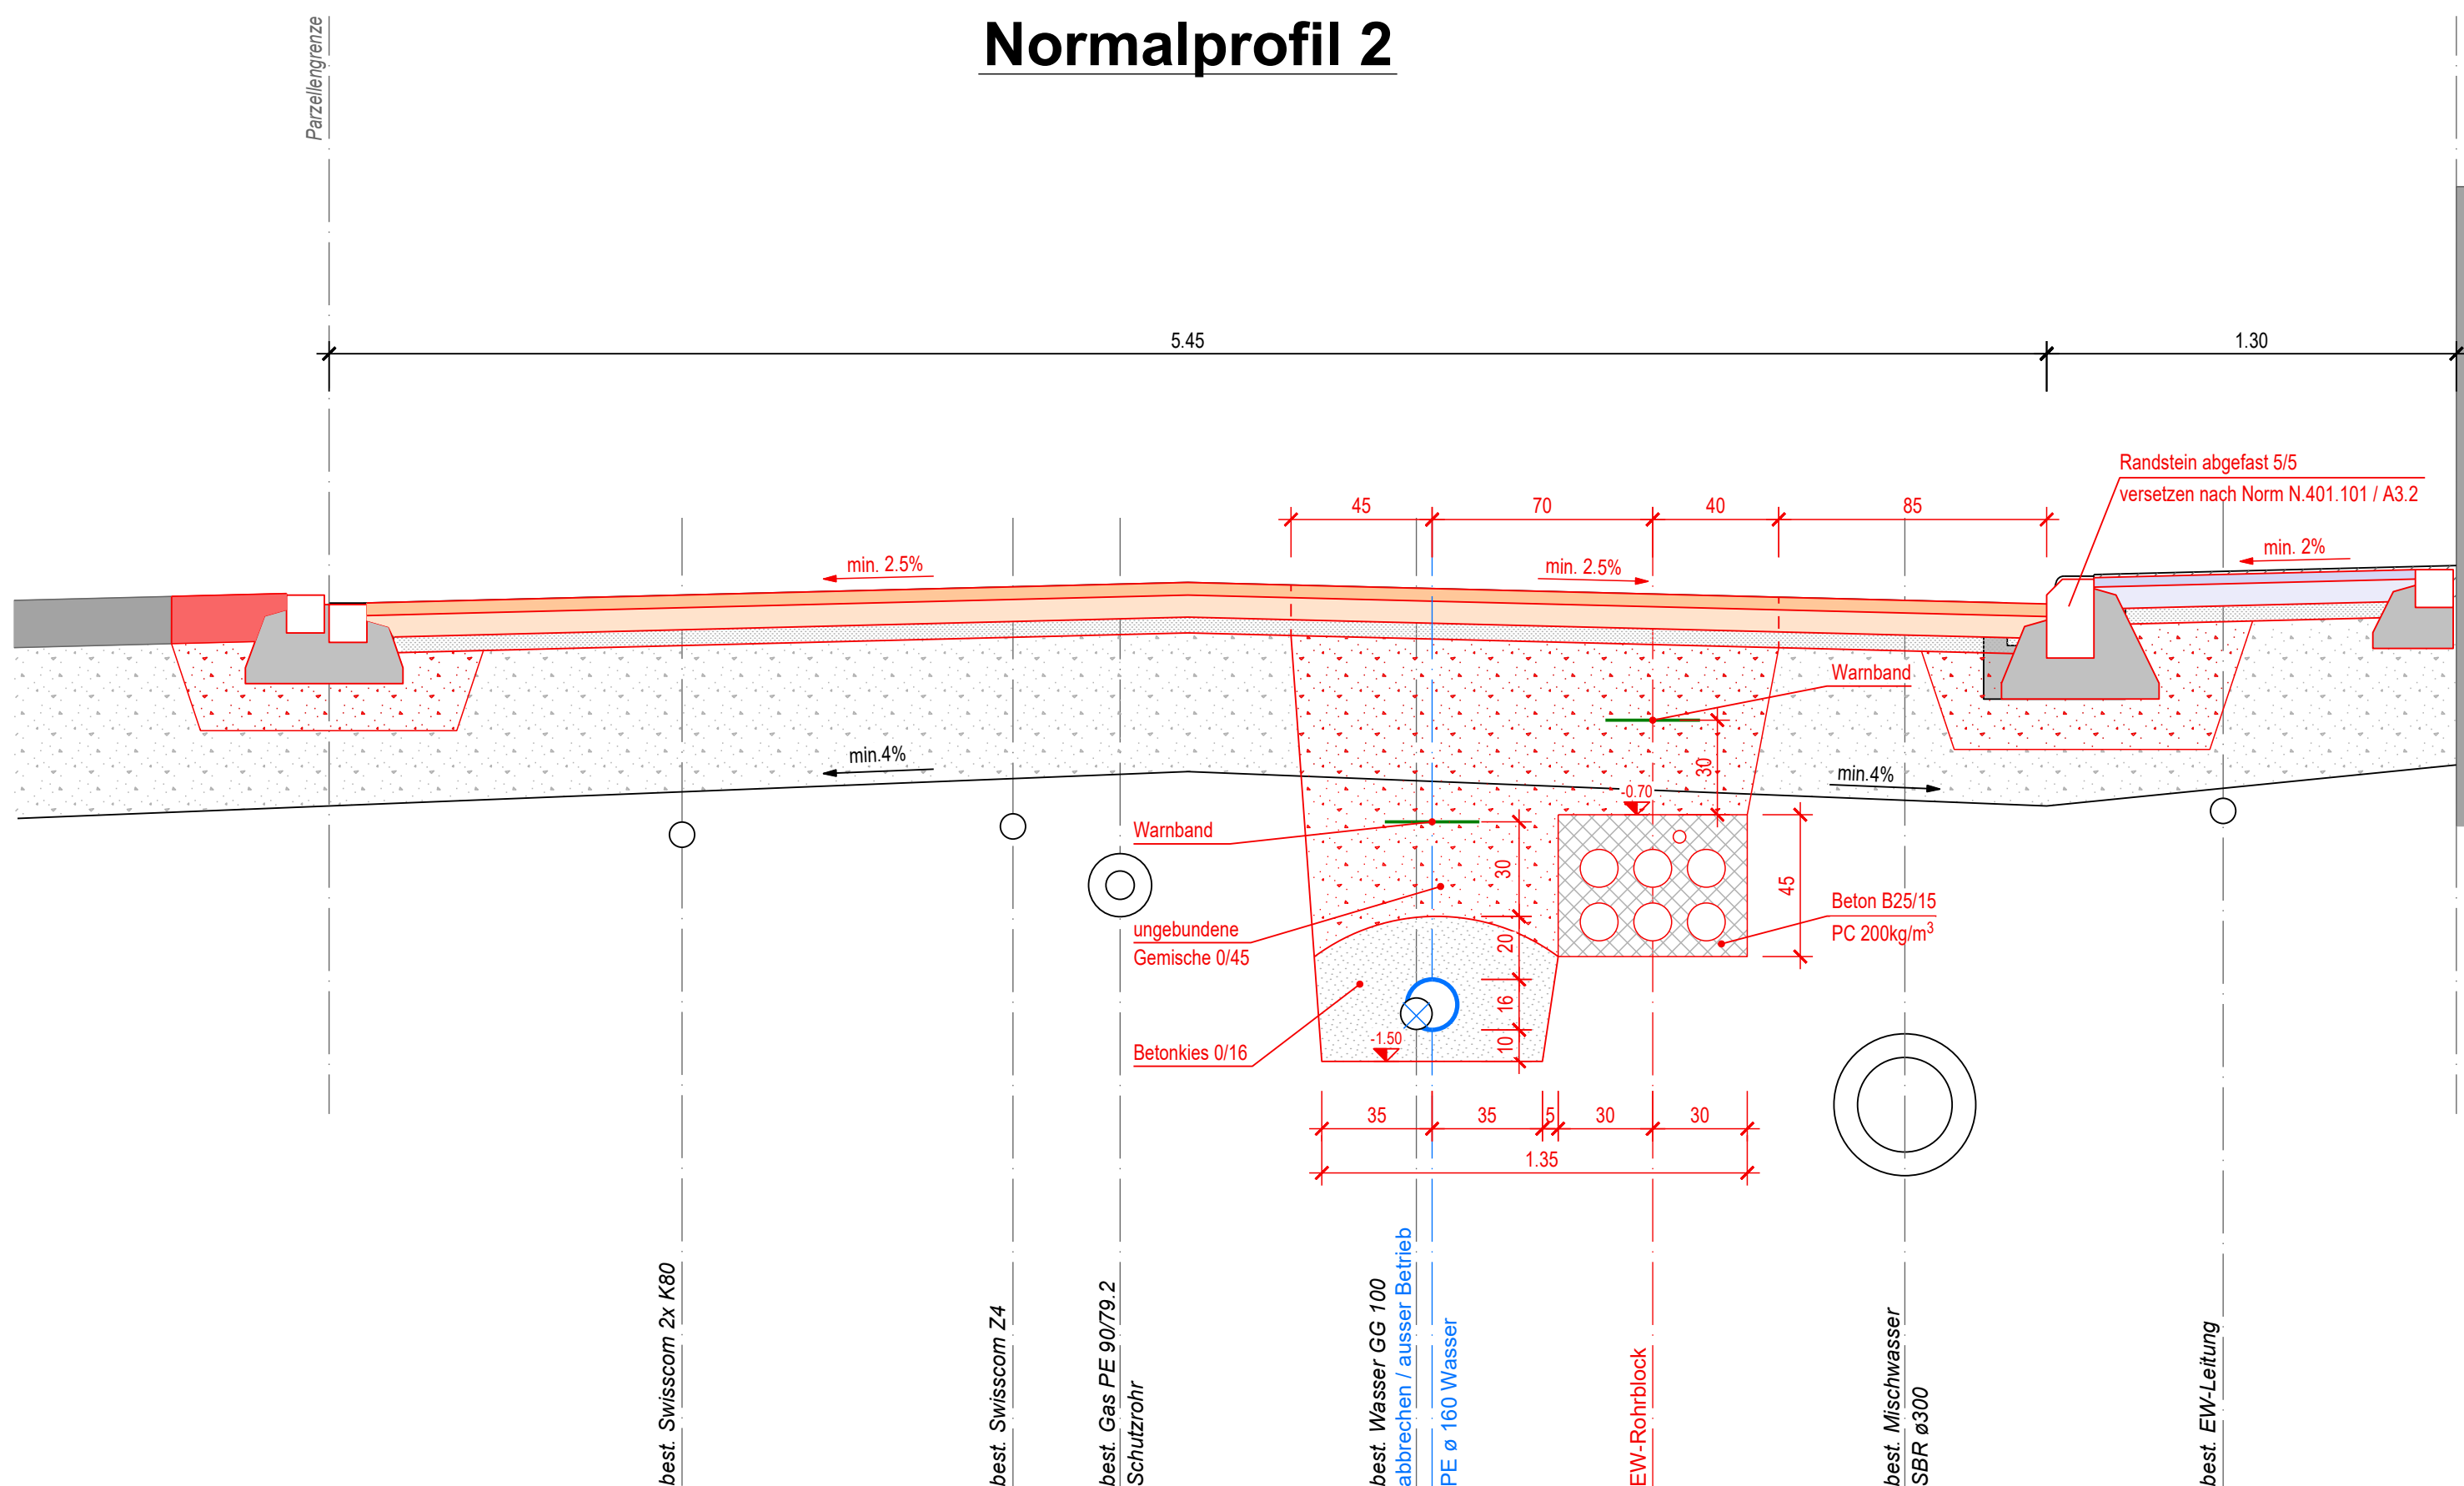 Normalprofil 2
Parzellengrenze
5.45
1.30
Randstein abgefast 5/5
versetzen nach Norm N.401.101 / A3.2
45
70
40
85
min. 2.5%
min. 2.5%
min. 2%
Warnband
min.4%
min.4%
30
-0.70
Warnband
30
45
Beton B25/15
PC 200kg/m³
ungebundene
Gemische 0/45
20
16
10
-1.50
Betonkies 0/16
35
35
5
30
30
1.35
best. Swisscom 2x K80
best. Swisscom Z4
best. Gas PE 90/79.2
Schutzrohr
best. Wasser GG 100
abbrechen / ausser Betrieb
PE ø 160 Wasser
EW-Rohrblock
best. Mischwasser
SBR ø300
best. EW-Leitung